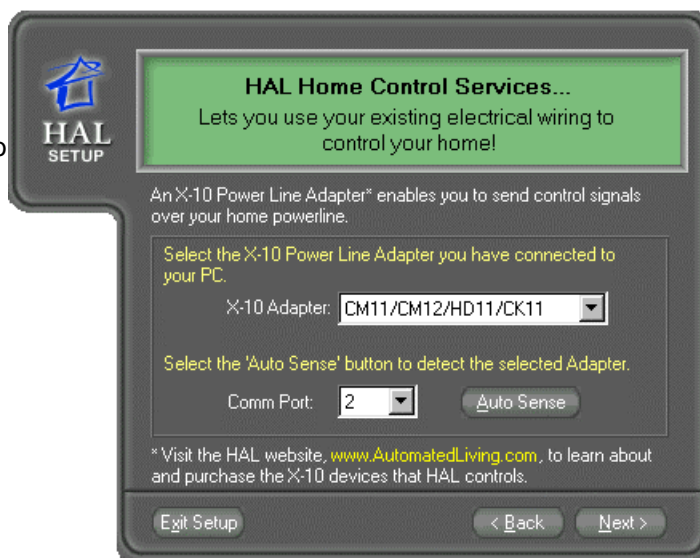 HAL
SETUP
HAL Home Control Services...
Lets you use your existing electrical wiring to
control your home!
An X-10 Power Line Adapter* enables you to send control signals
over your home powerline.
Select the X-10 Power Line Adapter you have connected to
your PC.
X-10 Adapter: CM11/CM12/HD11/CK11
Select the 'Auto Sense' button to detect the selected Adapter.
Comm Port: 2 Auto Sense
* Visit the HAL website, www.AutomatedLiving.com, to learn about
and purchase the X-10 devices that HAL controls.
Exit Setup < Back Next >